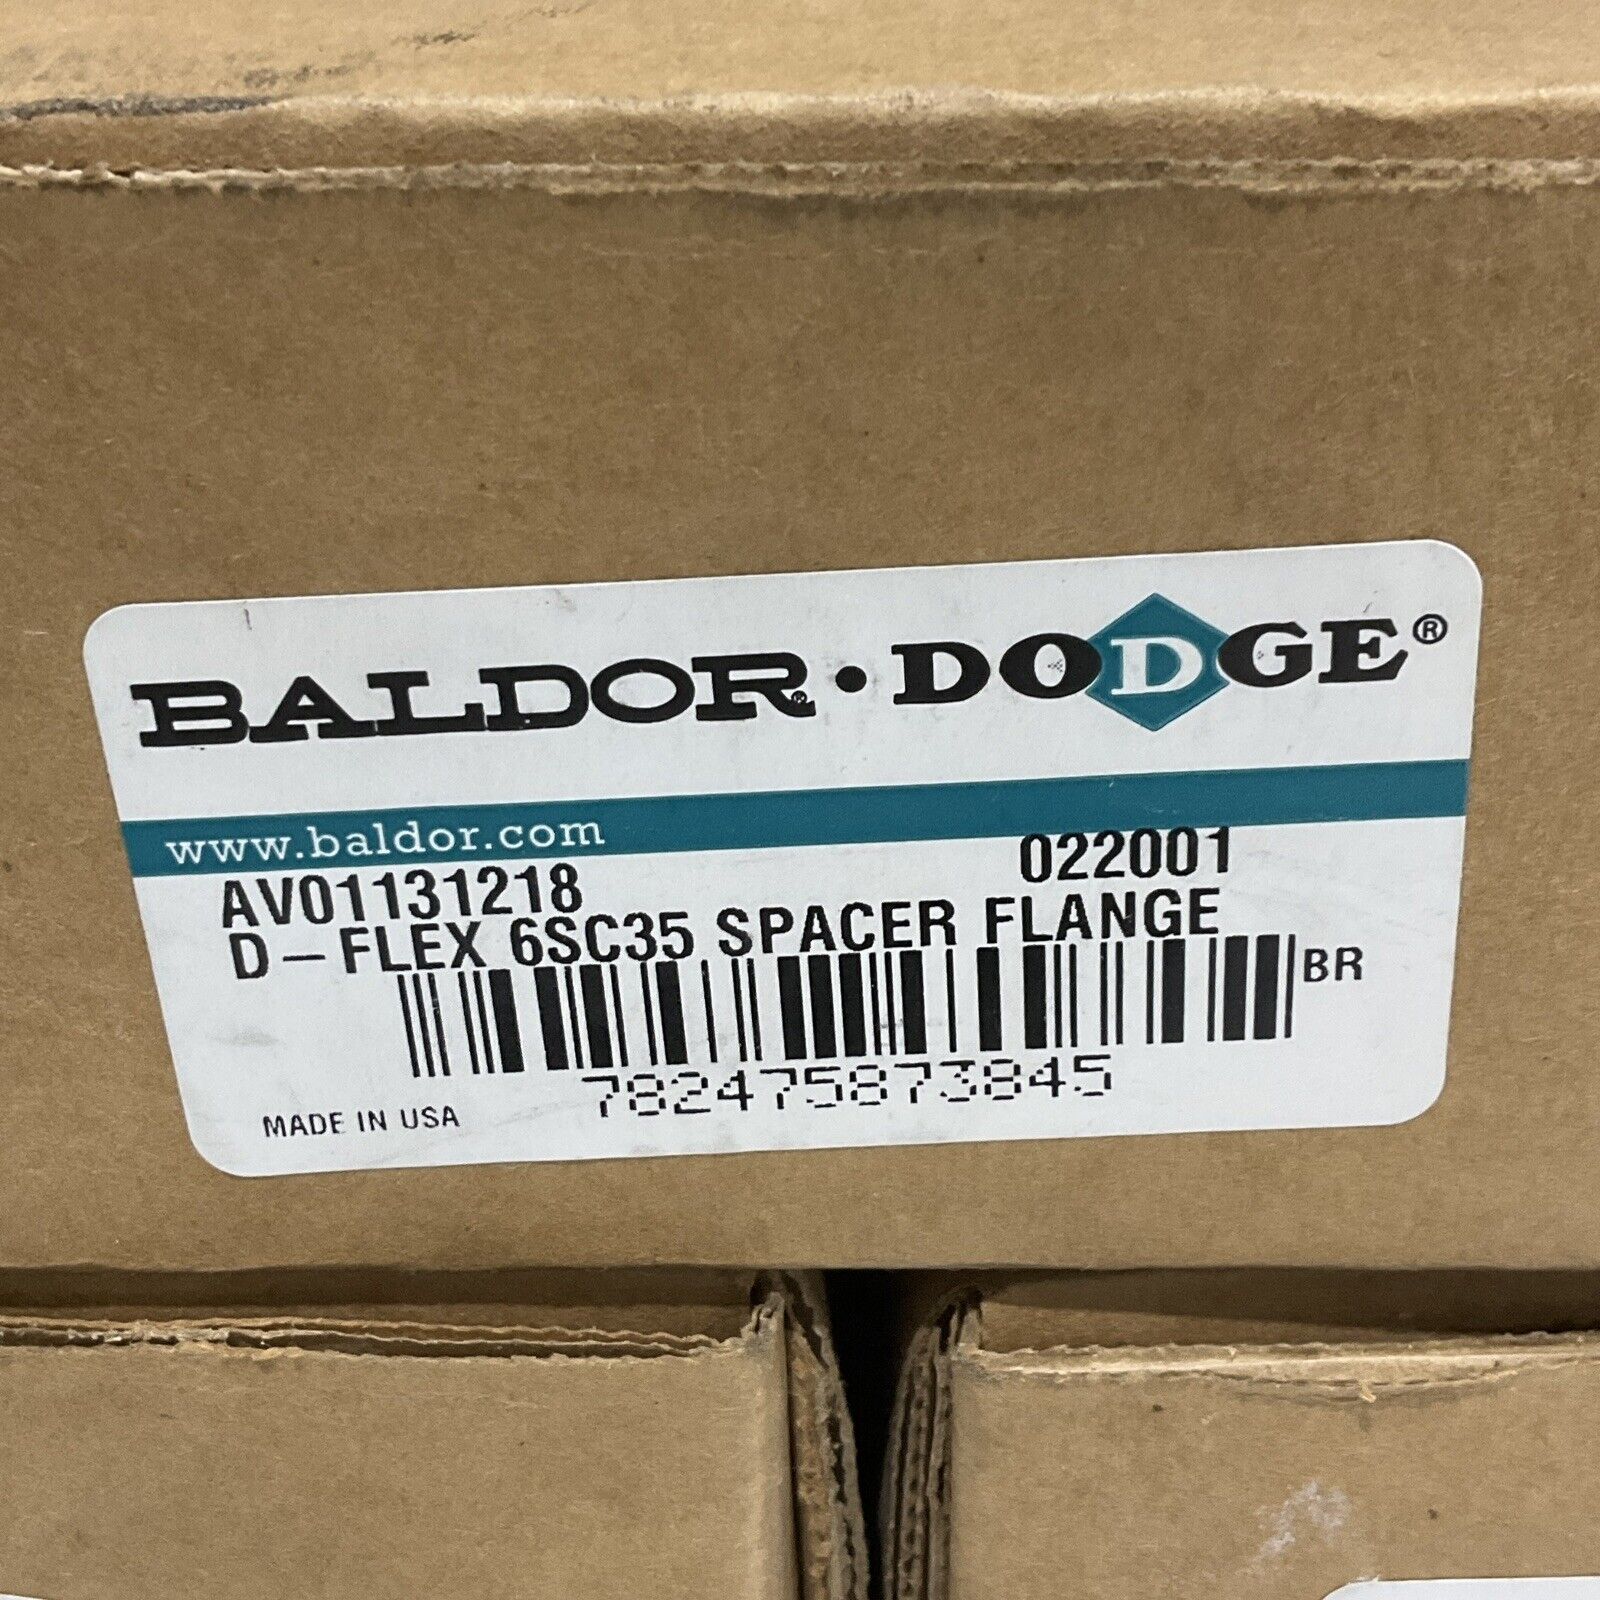 BALDOR®·DODGE®
www.baldor.com
AV01131218 022001
D-FLEX 6SC35 SPACER FLANGE
BR
782475873845
MADE IN USA